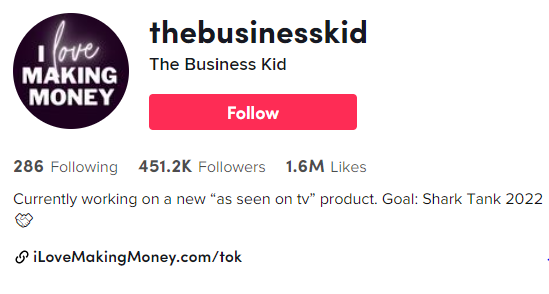 I love
MAKING
MONEY
thebusinesskid
The Business Kid
Follow
286 Following 451.2K Followers 1.6M Likes
Currently working on a new “as seen on tv” product. Goal: Shark Tank 2022
🤝
iLoveMakingMoney.com/tok